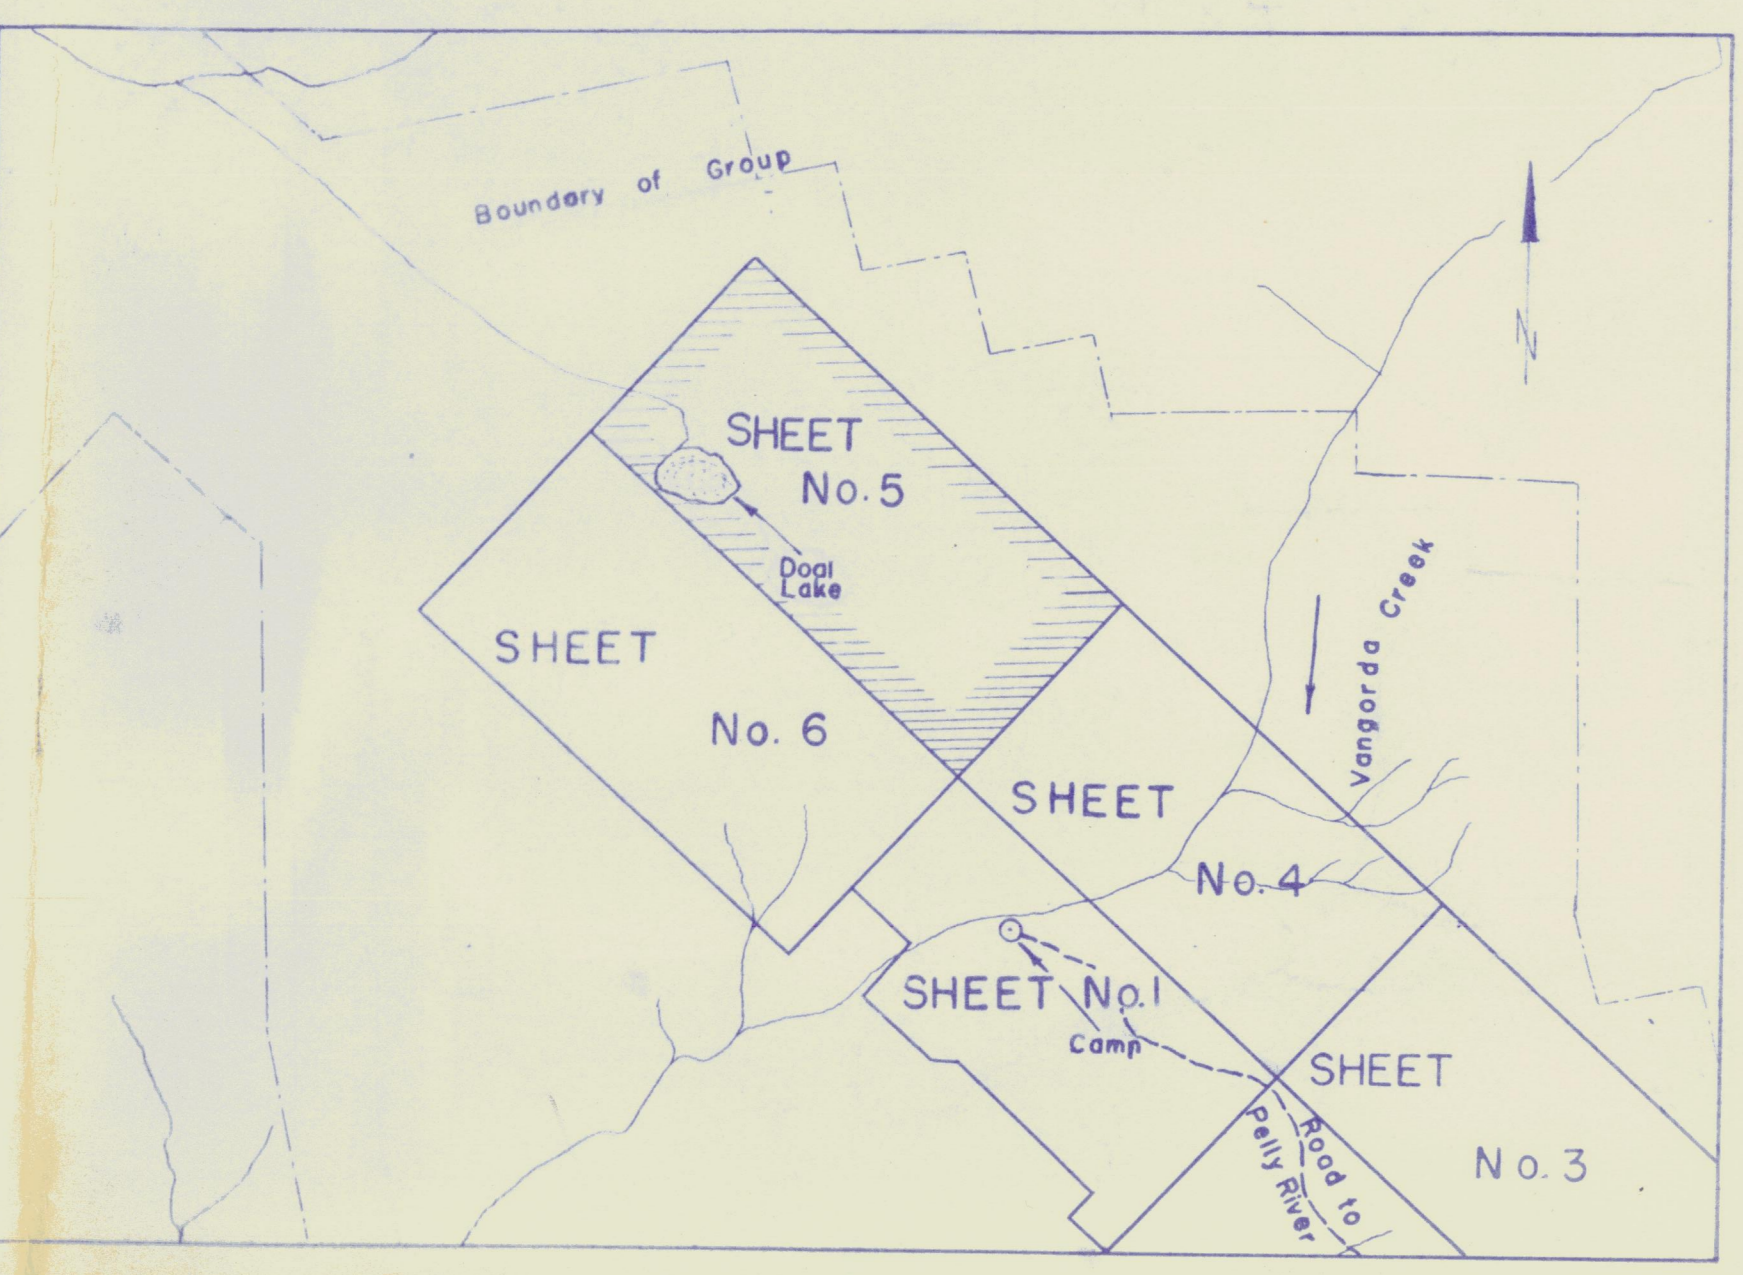 Boundary of Group
N
SHEET
No. 5
Doal
Lake
SHEET
No. 6
Vangorda Creek
SHEET
No. 4
SHEET No. 1
Camp
SHEET
No. 3
Road to
Pelly River